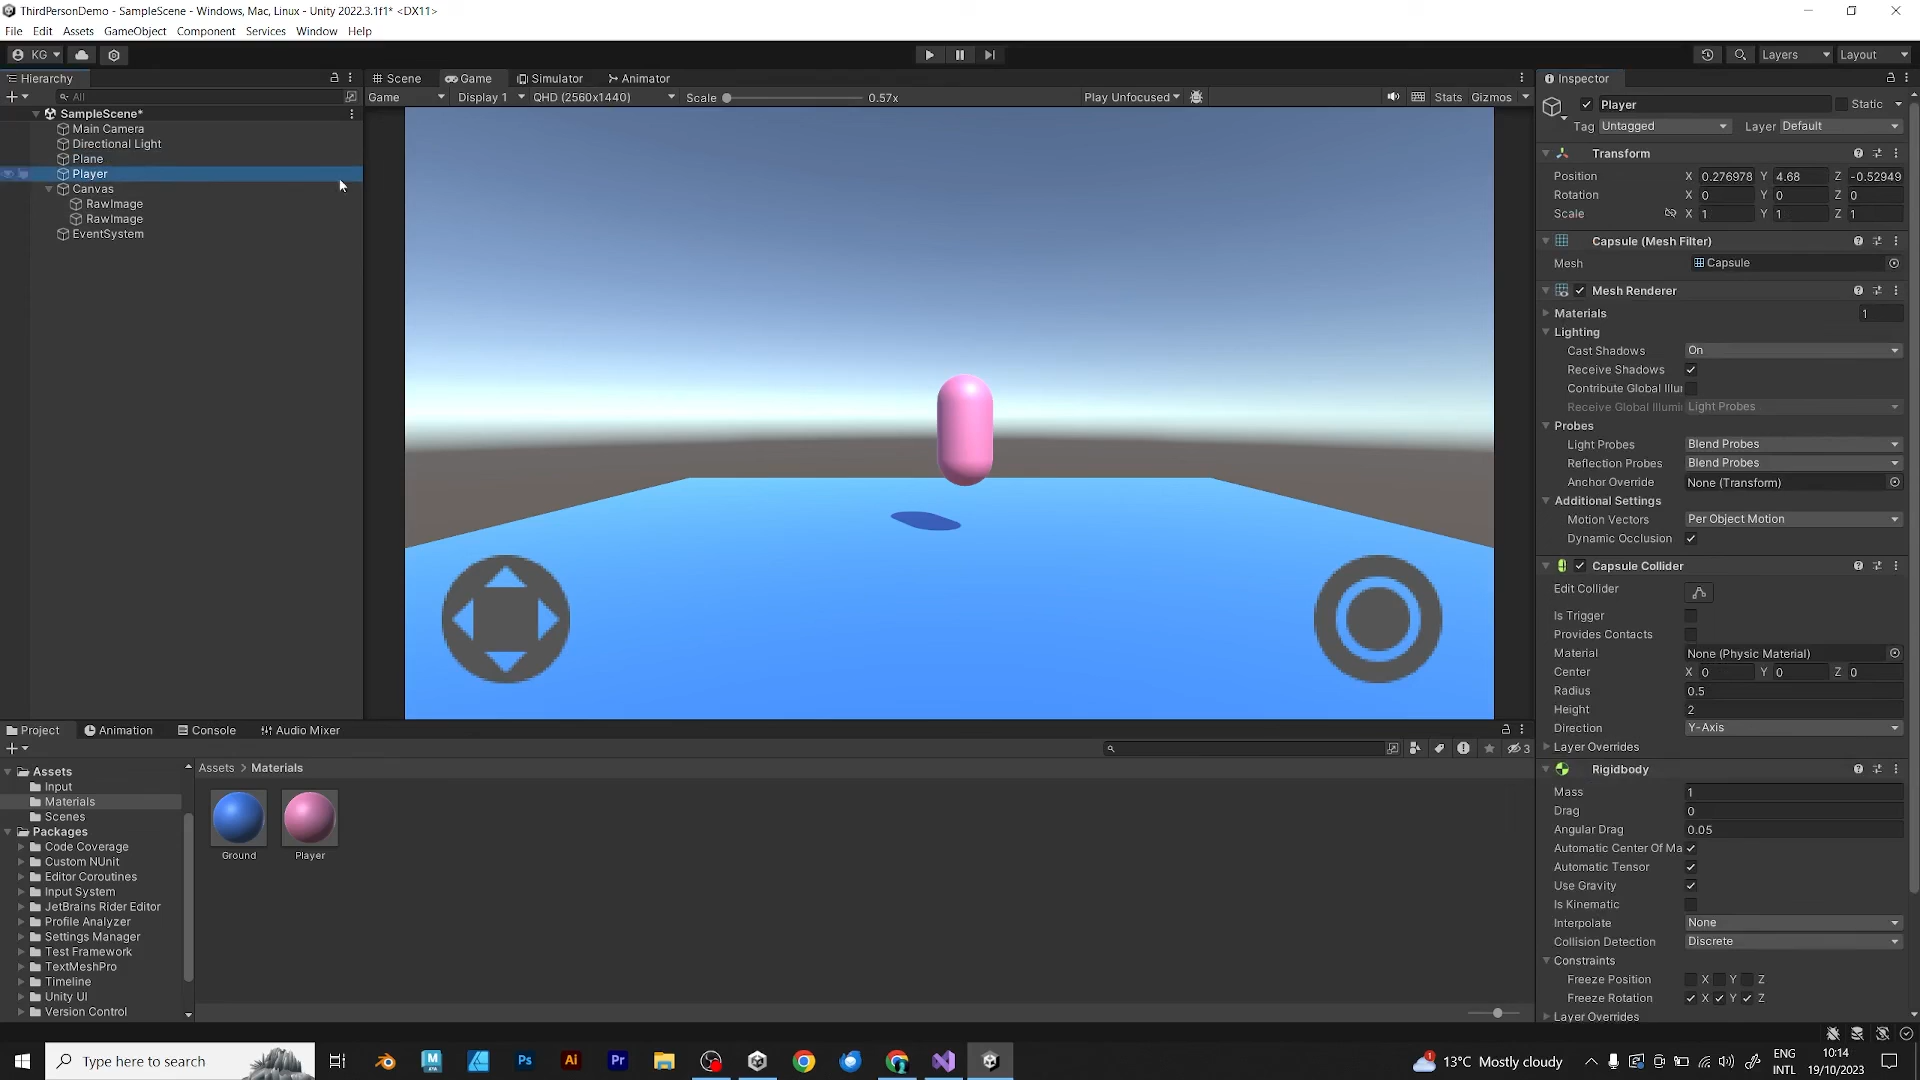 ThirdPersonDemo - SampleScene - Windows, Mac, Linux - Unity 2022.3.1f1* <DX11>
File Edit Assets GameObject Component Services Window Help
KG Layers Layout
Hierarchy Scene Game Simulator Animator Inspector
All Game Display 1 QHD (2560x1440) Scale 0.57x Play Unfocused Stats Gizmos
SampleScene*
Main Camera
Directional Light
Plane
Player
Canvas
RawImage
RawImage
EventSystem
Player Static
Tag Untagged Layer Default
Transform
Position X 0.276978 Y 4.68 Z -0.52949
Rotation X 0 Y 0 Z 0
Scale X 1 Y 1 Z 1
Capsule (Mesh Filter)
Mesh Capsule
Mesh Renderer
Materials 1
Lighting
Cast Shadows On
Receive Shadows
Contribute Global Illu
Receive Global Illumi Light Probes
Probes
Light Probes Blend Probes
Reflection Probes Blend Probes
Anchor Override None (Transform)
Additional Settings
Motion Vectors Per Object Motion
Dynamic Occlusion
Capsule Collider
Edit Collider
Is Trigger
Provides Contacts
Material None (Physic Material)
Center X 0 Y 0 Z 0
Radius 0.5
Height 2
Direction Y-Axis
Layer Overrides
Rigidbody
Mass 1
Drag 0
Angular Drag 0.05
Automatic Center Of Ma
Automatic Tensor
Use Gravity
Is Kinematic
Interpolate None
Collision Detection Discrete
Constraints
Freeze Position X Y Z
Freeze Rotation X Y Z
Layer Overrides
Project Animation Console Audio Mixer
3
Assets
Input
Materials
Scenes
Packages
Code Coverage
Custom NUnit
Editor Coroutines
Input System
JetBrains Rider Editor
Profile Analyzer
Settings Manager
Test Framework
TextMeshPro
Timeline
Unity UI
Version Control
Assets > Materials
Ground Player
Type here to search
Ps Ai Pr
1 13°C Mostly cloudy
ENG
INTL
10:14
19/10/2023